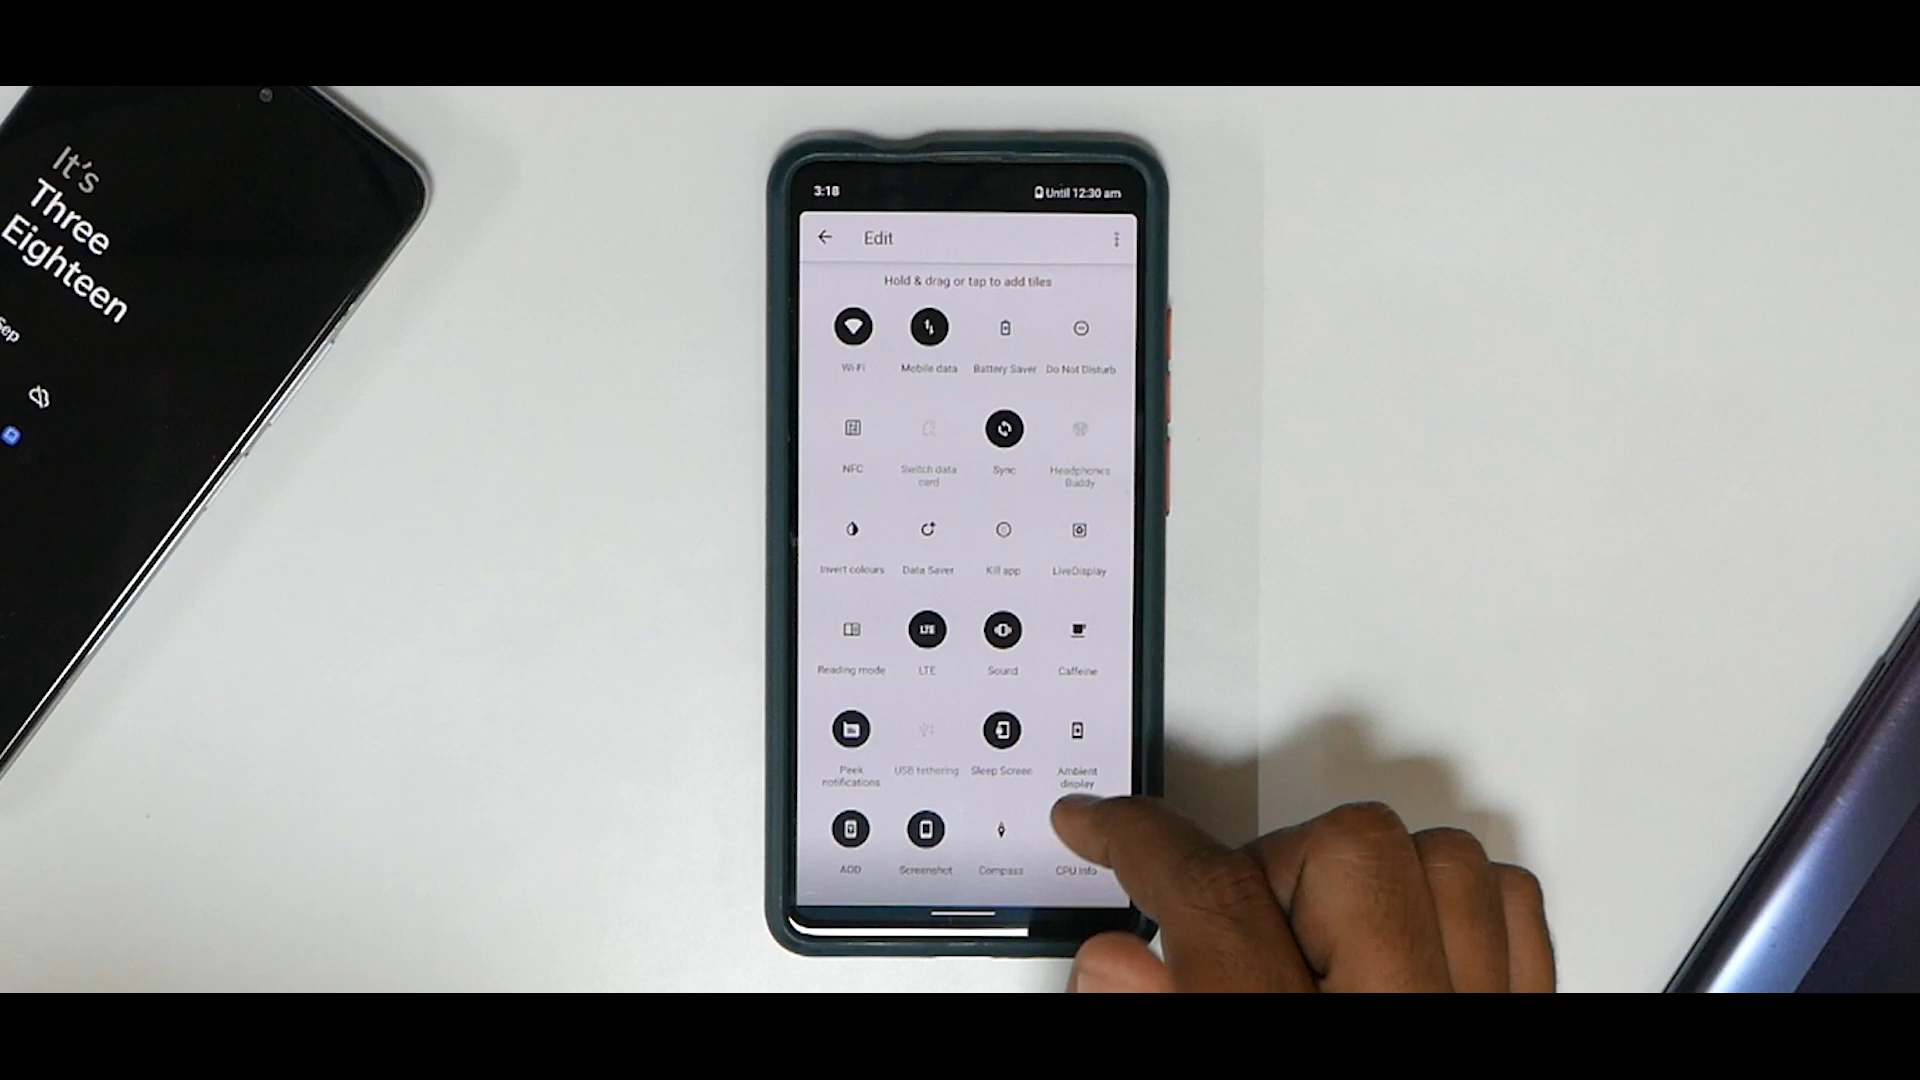 It's
Three
Eighteen
Sep
3:18
Until 12:30 am
Edit
Hold & drag or tap to add tiles
Wi-Fi
Mobile data
Battery Saver
Do Not Disturb
NFC
Switch data
card
Sync
Headphones
Buddy
Invert colours
Data Saver
Kill app
LiveDisplay
Reading mode
LTE
LTE
Sound
Caffeine
Peek
notifications
USB tethering
Sleep Screen
Ambient
display
AOD
Screenshot
Compass
CPU Info